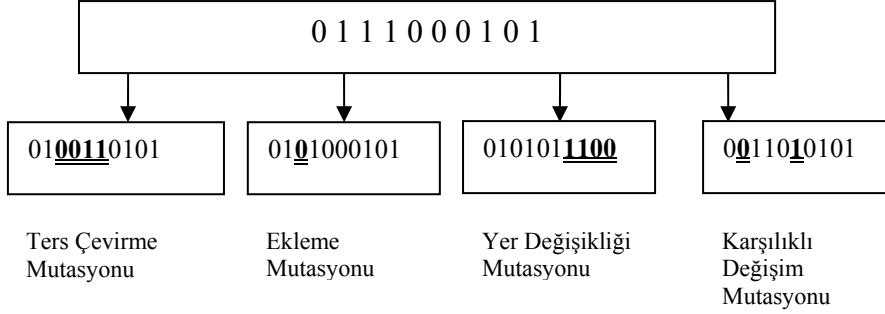 0 1 1 1 0 0 0 1 0 1
0100110101
0101000101
0101011100
0011010101
Ters Çevirme
Mutasyonu
Ekleme
Mutasyonu
Yer Değişikliği
Mutasyonu
Karşılıklı
Değişim
Mutasyonu